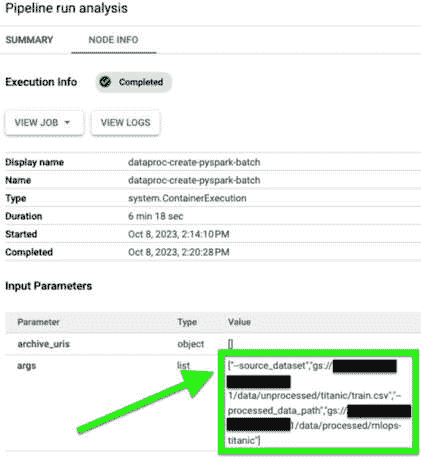 Pipeline run analysis
SUMMARY NODE INFO
Execution Info Completed
VIEW JOB VIEW LOGS
Display name dataproc-create-pyspark-batch
Name dataproc-create-pyspark-batch
Type system.ContainerExecution
Duration 6 min 18 sec
Started Oct 8, 2023, 2:14:10 PM
Completed Oct 8, 2023, 2:20:28 PM
Input Parameters
Parameter Type Value
archive_uris object []
args list ["--source_dataset","gs://
1/data/unprocessed/titanic/train.csv","--
processed_data_path","gs://
1/data/processed/mlops-
titanic"]